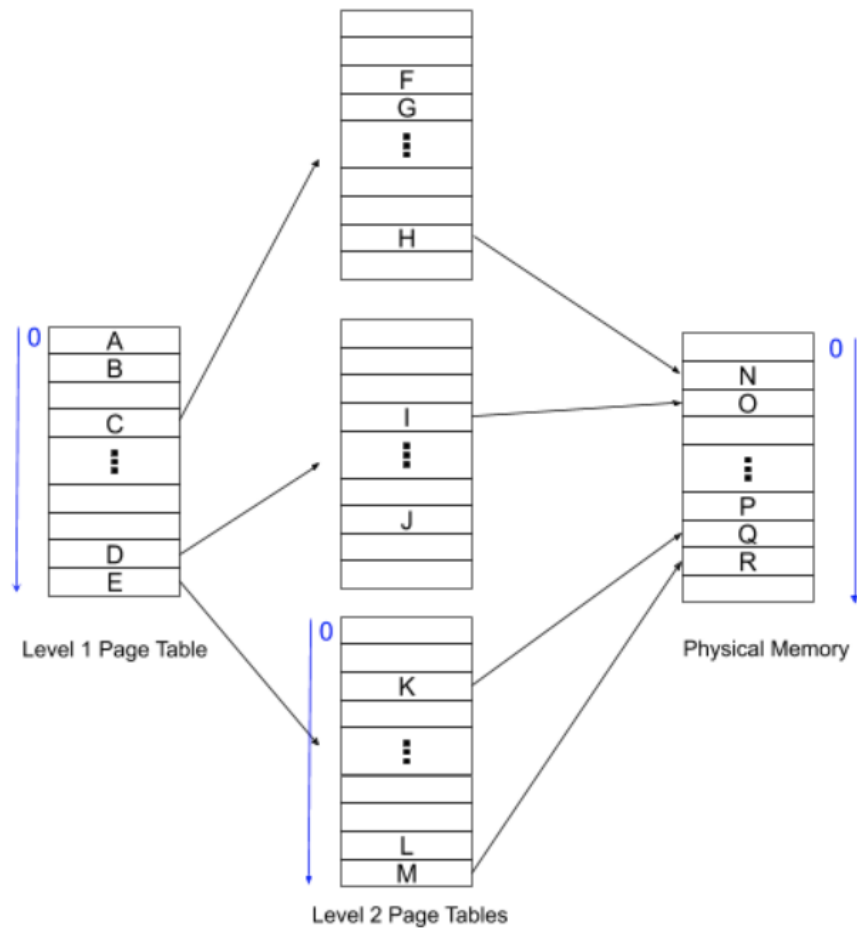 F
G
H
0
A
B
C
D
E
Level 1 Page Table
I
J
0
K
L
M
Level 2 Page Tables
0
N
O
P
Q
R
Physical Memory